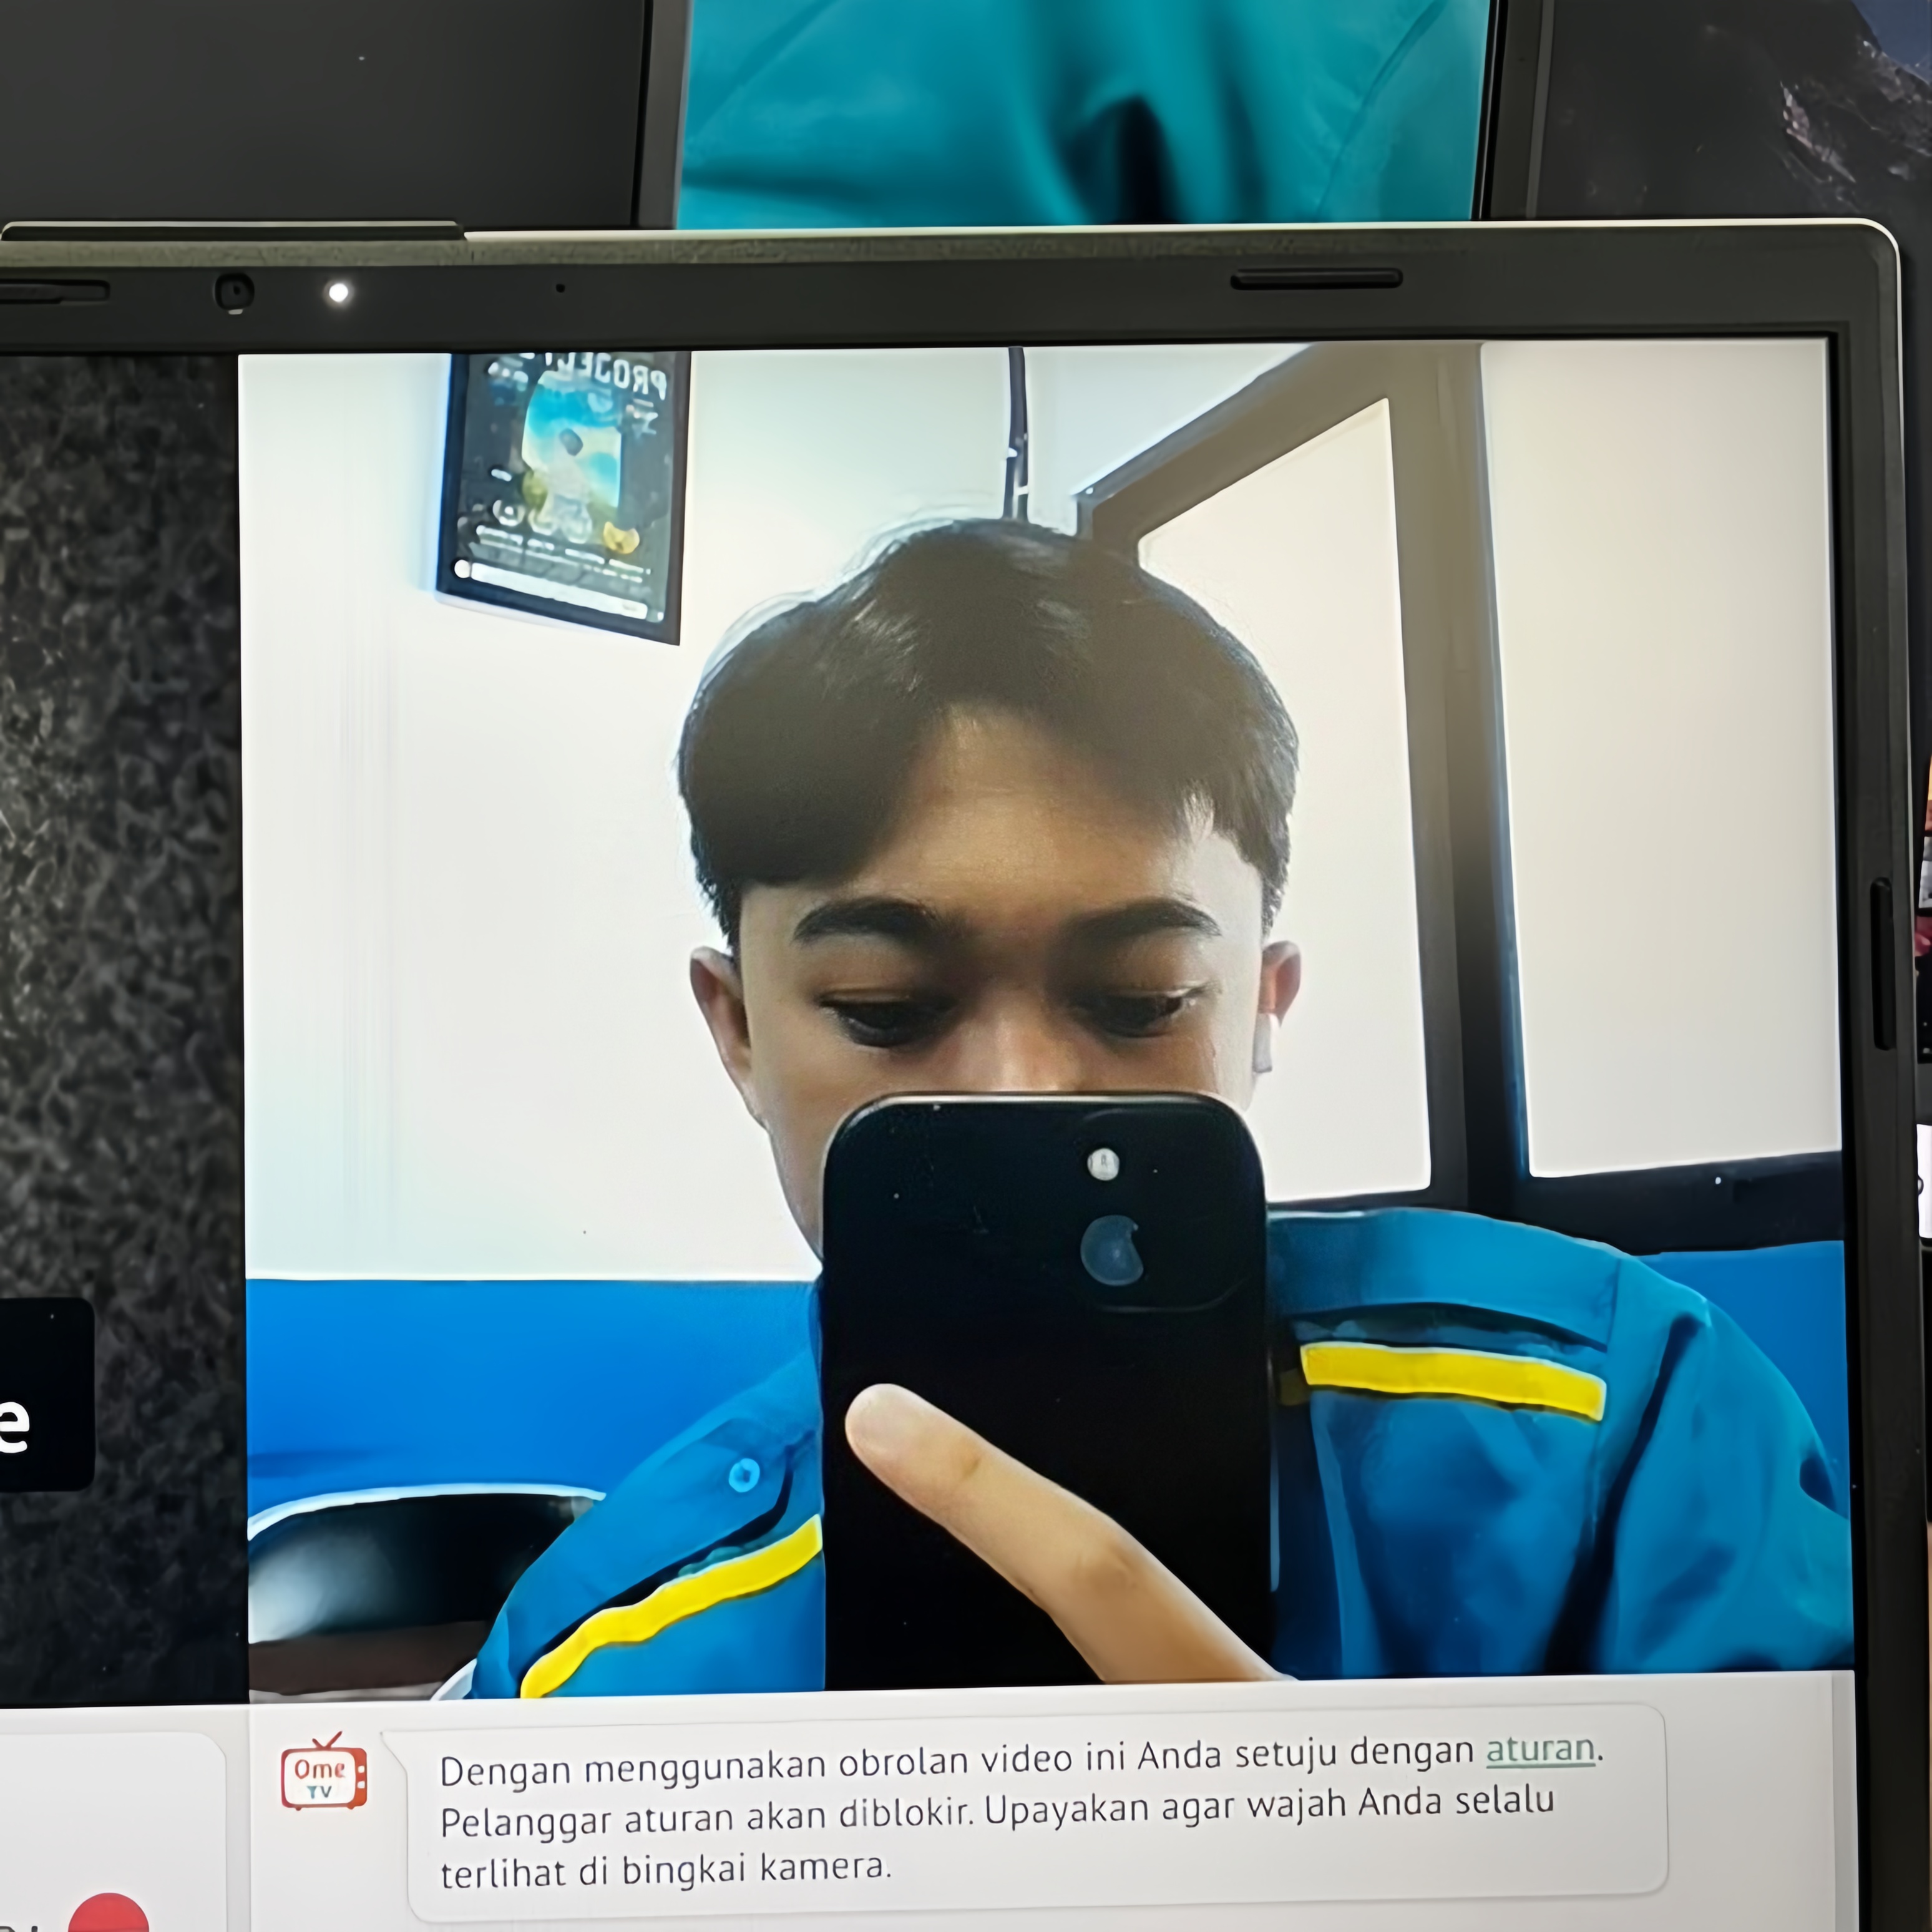 PROJECT
e
Ome
TV
Dengan menggunakan obrolan video ini Anda setuju dengan aturan.
Pelanggar aturan akan diblokir. Upayakan agar wajah Anda selalu
terlihat di bingkai kamera.